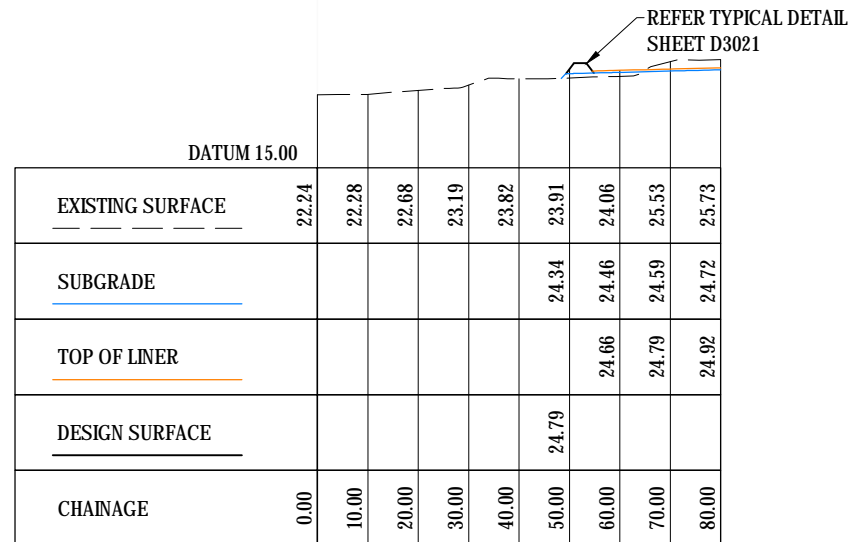 REFER TYPICAL DETAIL
SHEET D3021
DATUM 15.00
EXISTING SURFACE 22.24 22.28 22.68 23.19 23.82 23.91 24.06 25.53 25.73
SUBGRADE 24.34 24.46 24.59 24.72
TOP OF LINER 24.66 24.79 24.92
DESIGN SURFACE 24.79
CHAINAGE 0.00 10.00 20.00 30.00 40.00 50.00 60.00 70.00 80.00